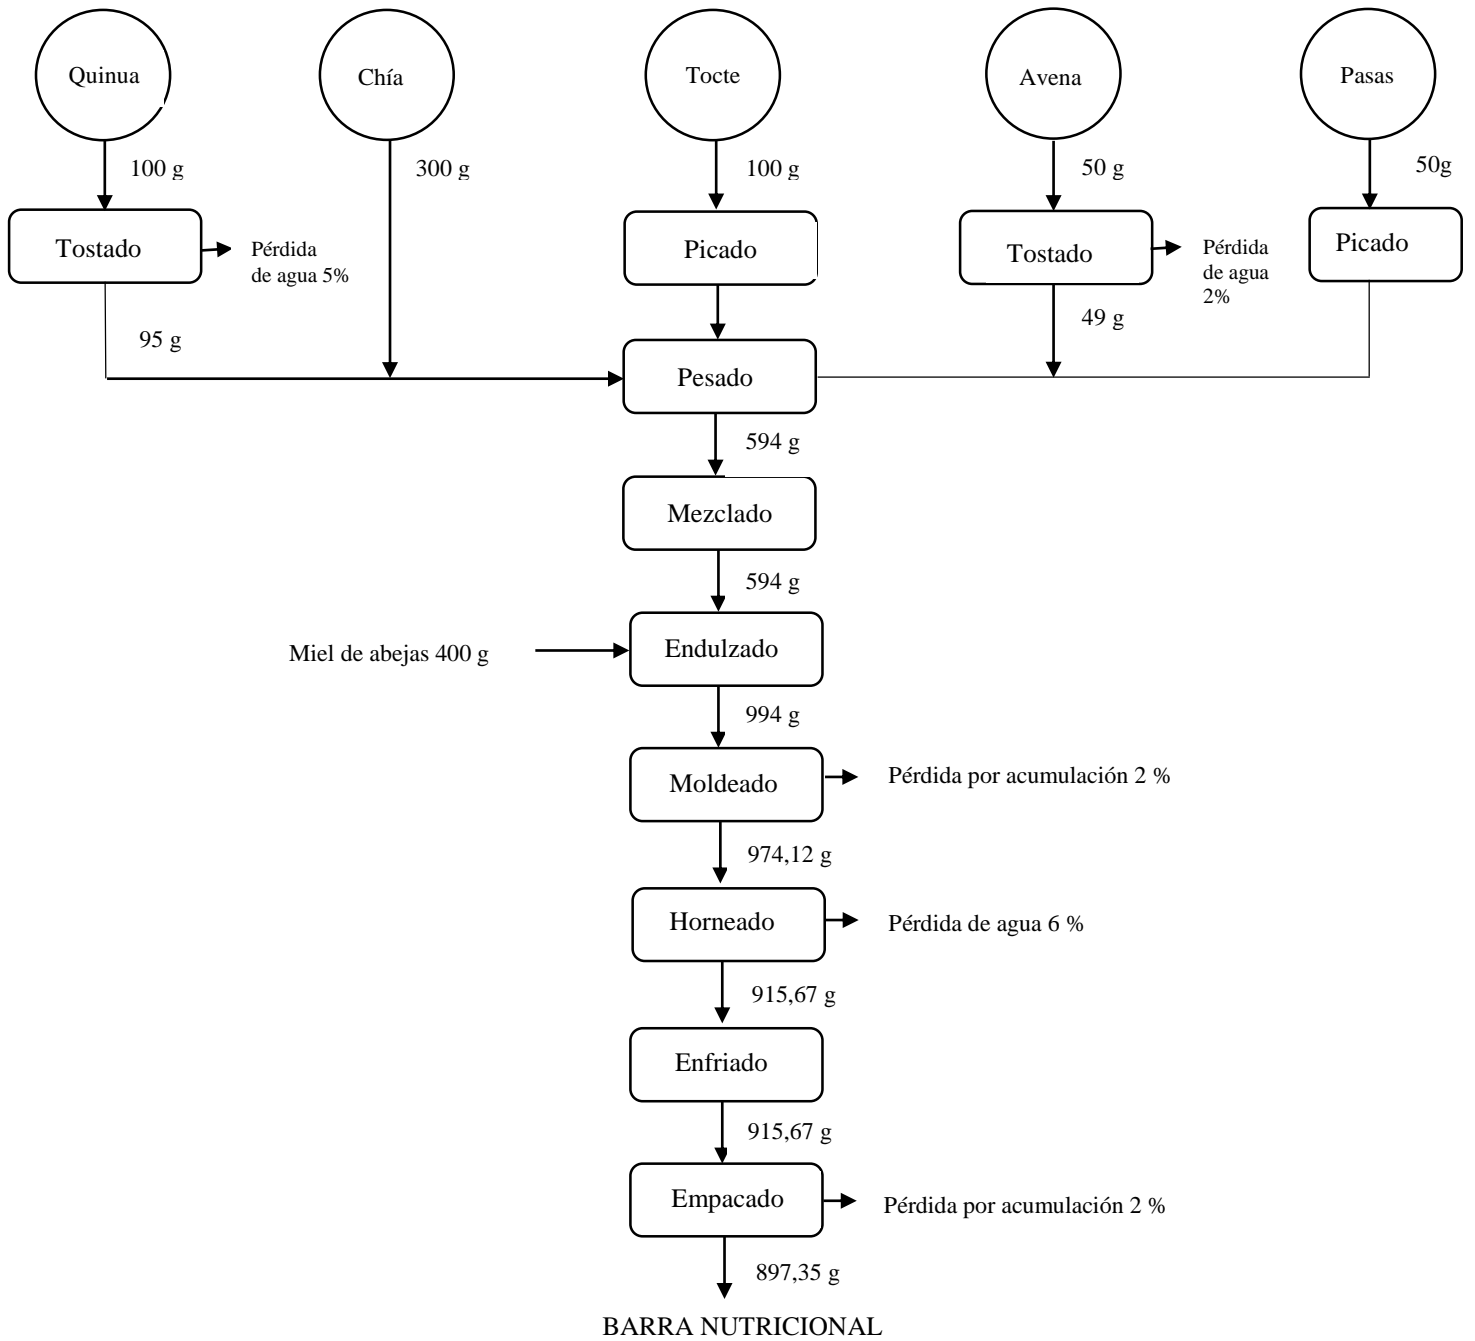 Quinua
Chía
Tocte
Avena
Pasas
100 g
300 g
100 g
50 g
50g
Tostado
Pérdida
de agua 5%
Picado
Tostado
Pérdida
de agua
2%
Picado
95 g
49 g
Pesado
594 g
Mezclado
594 g
Miel de abejas 400 g
Endulzado
994 g
Moldeado
Pérdida por acumulación 2 %
974,12 g
Horneado
Pérdida de agua 6 %
915,67 g
Enfriado
915,67 g
Empacado
Pérdida por acumulación 2 %
897,35 g
BARRA NUTRICIONAL